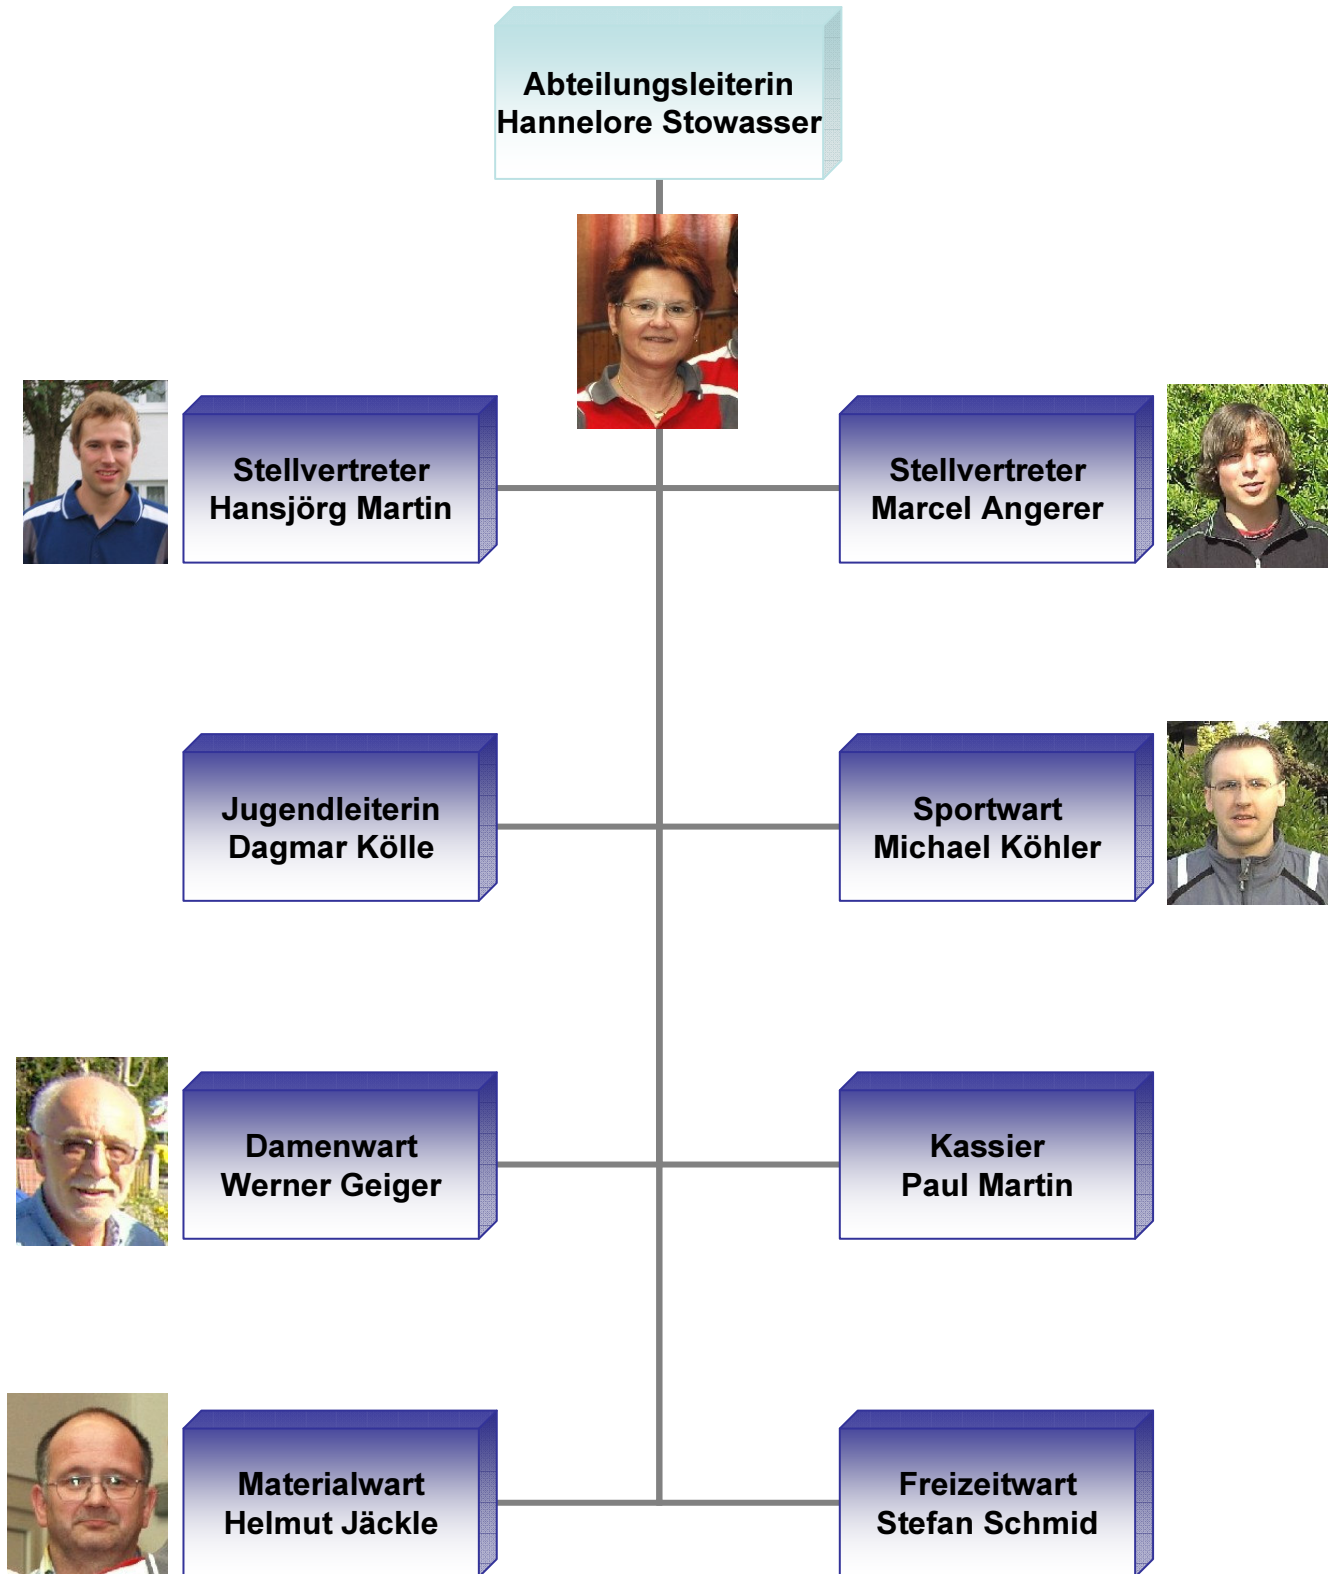 Abteilungsleiterin
Hannelore Stowasser
Stellvertreter
Hansjörg Martin
Stellvertreter
Marcel Angerer
Jugendleiterin
Dagmar Kölle
Sportwart
Michael Köhler
Damenwart
Werner Geiger
Kassier
Paul Martin
Materialwart
Helmut Jäckle
Freizeitwart
Stefan Schmid